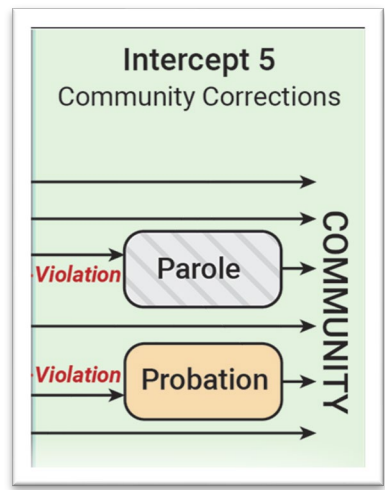 Intercept 5
Community Corrections
Violation
Parole
Violation
Probation
COMMUNITY